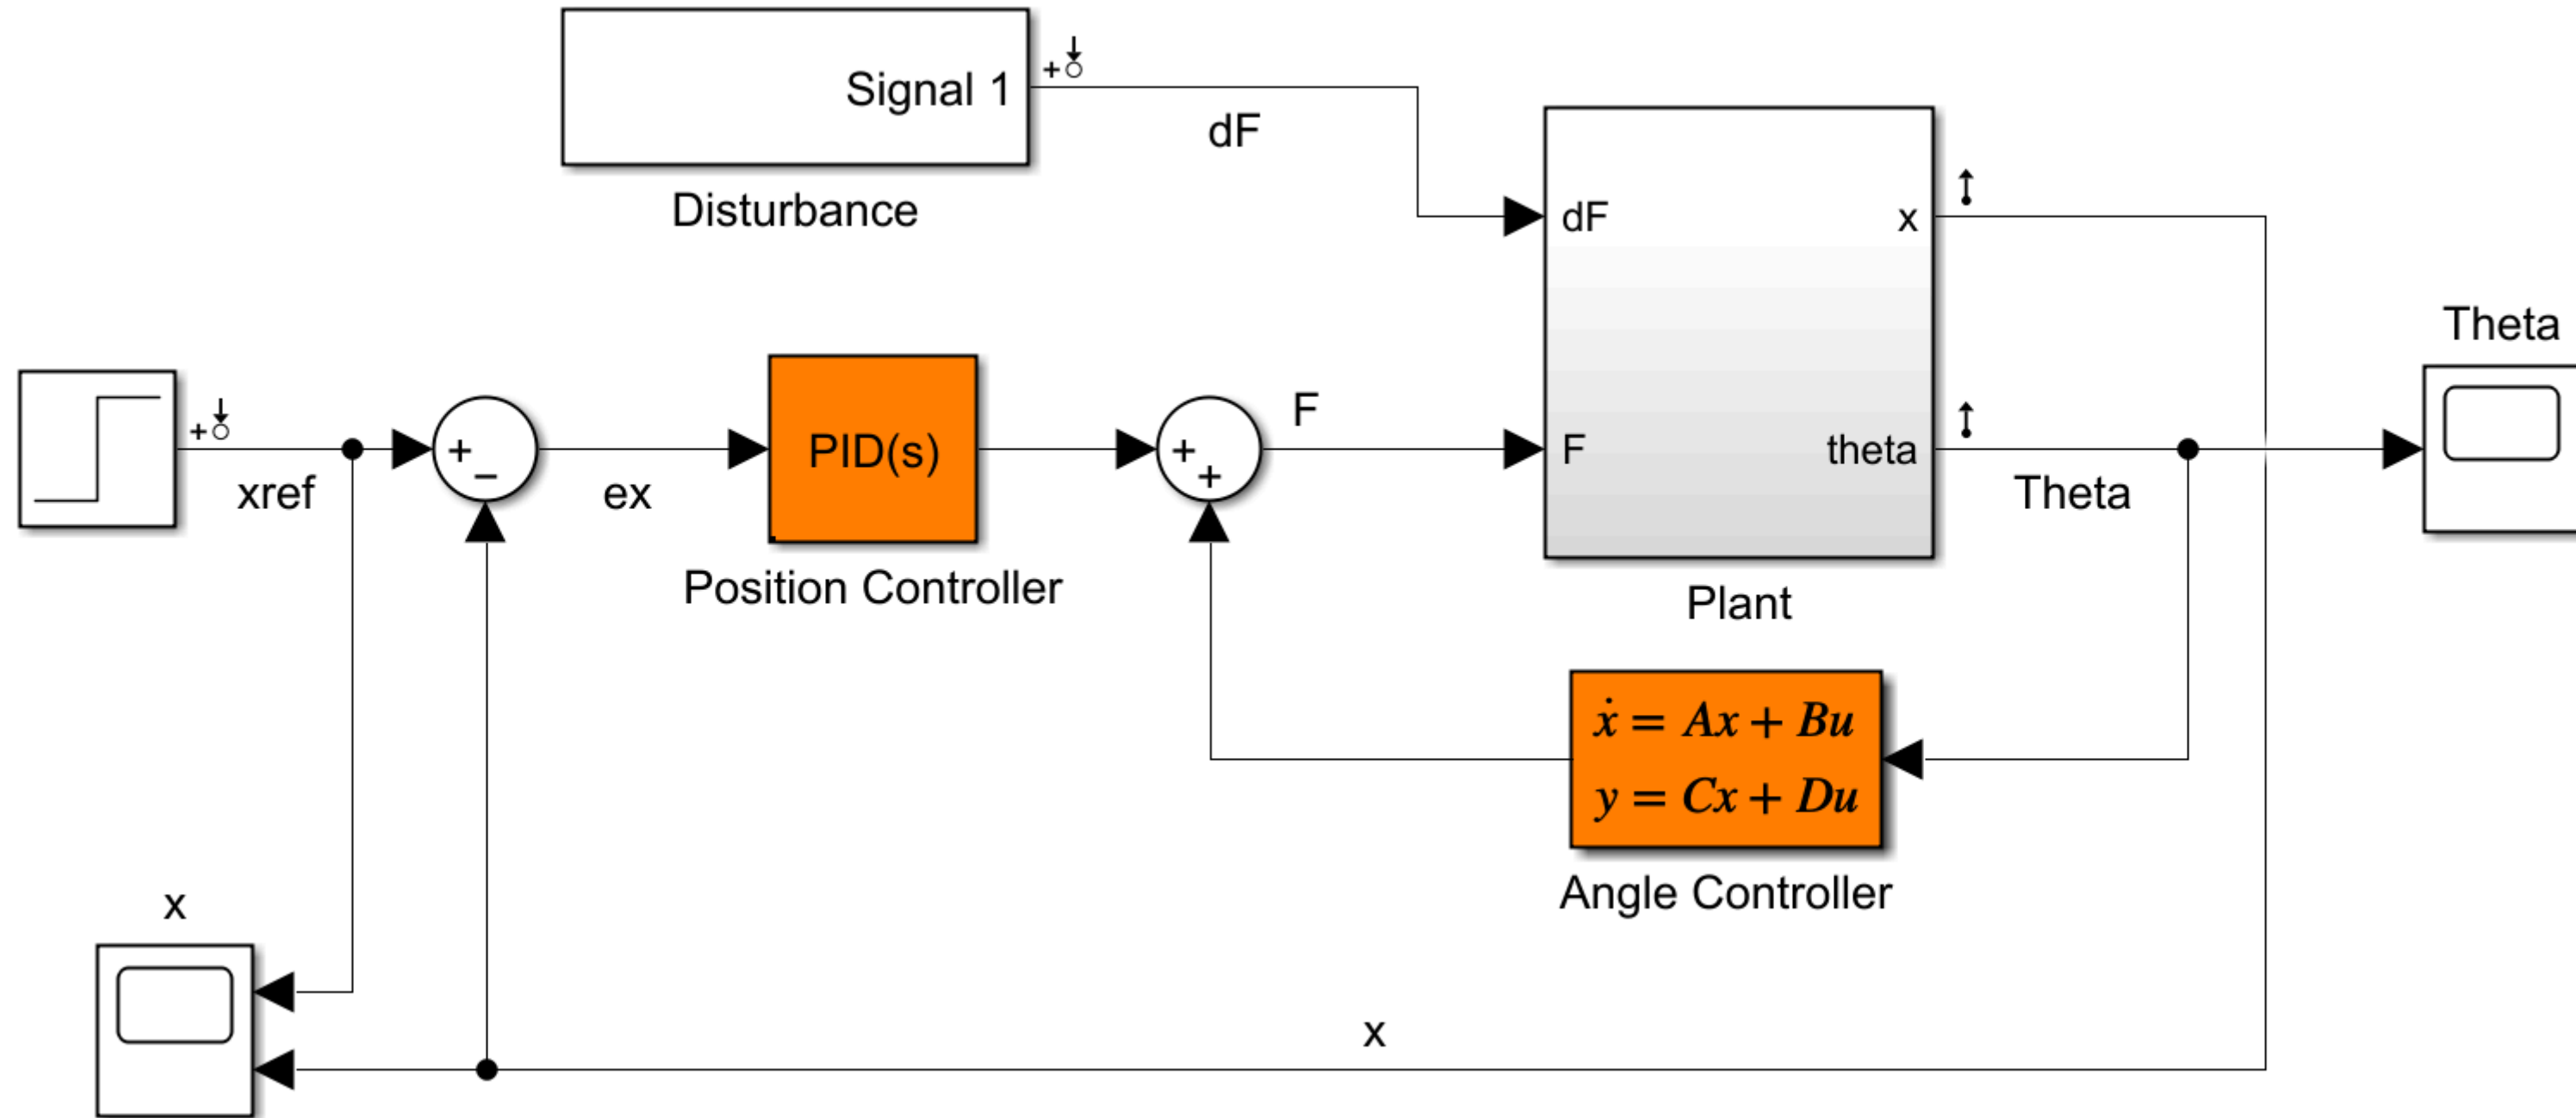 Signal 1
Disturbance
dF
dF
x
F
theta
Plant
Theta
Theta
xref
+
−
ex
PID(s)
Position Controller
+
+
F
ẋ = Ax + Bu
y = Cx + Du
Angle Controller
x
x
+
+